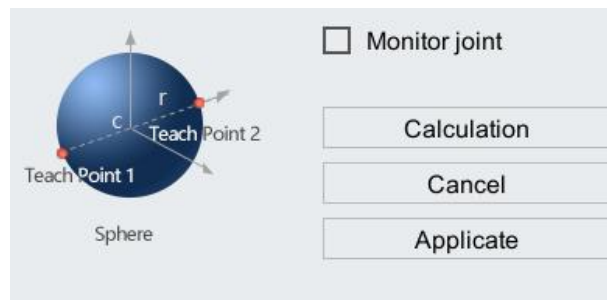 Monitor joint
r
c
Teach Point 2
Calculation
Teach Point 1
Cancel
Sphere
Applicate